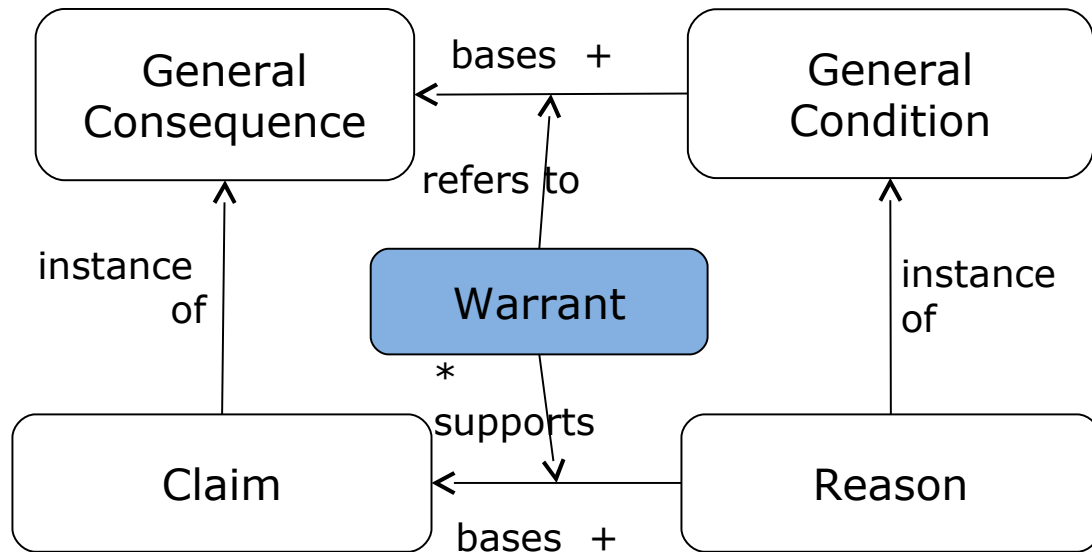 General
Consequence
bases +
General
Condition
refers to
instance
of
Warrant
instance
of
*
supports
Claim
bases +
Reason